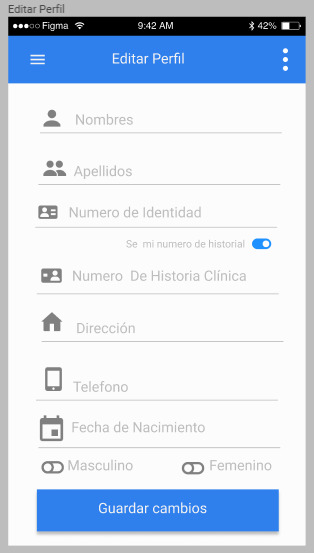 Editar Perfil
Figma 9:42 AM 42%
Editar Perfil
Nombres
Apellidos
Numero de Identidad
Se mi numero de historial
Numero De Historia Clínica
Dirección
Telefono
Fecha de Nacimiento
Masculino Femenino
Guardar cambios